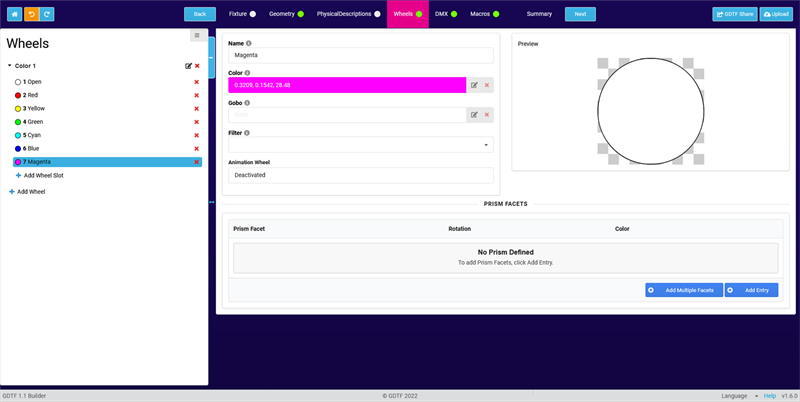 Back
Fixture
Geometry
PhysicalDescriptions
Wheels
DMX
Macros
Summary
Next
GDTF Share
Upload
Wheels
Color 1
1 Open
2 Red
3 Yellow
4 Green
5 Cyan
6 Blue
7 Magenta
Add Wheel Slot
Add Wheel
Name
Magenta
Color
0.3209, 0.1542, 28.48
Gobo
Filter
Animation Wheel
Deactivated
Preview
PRISM FACETS
Prism Facet Rotation Color
No Prism Defined
To add Prism Facets, click Add Entry.
Add Multiple Facets
Add Entry
GDTF 1.1 Builder
© GDTF 2022
Language
Help
v1.6.0